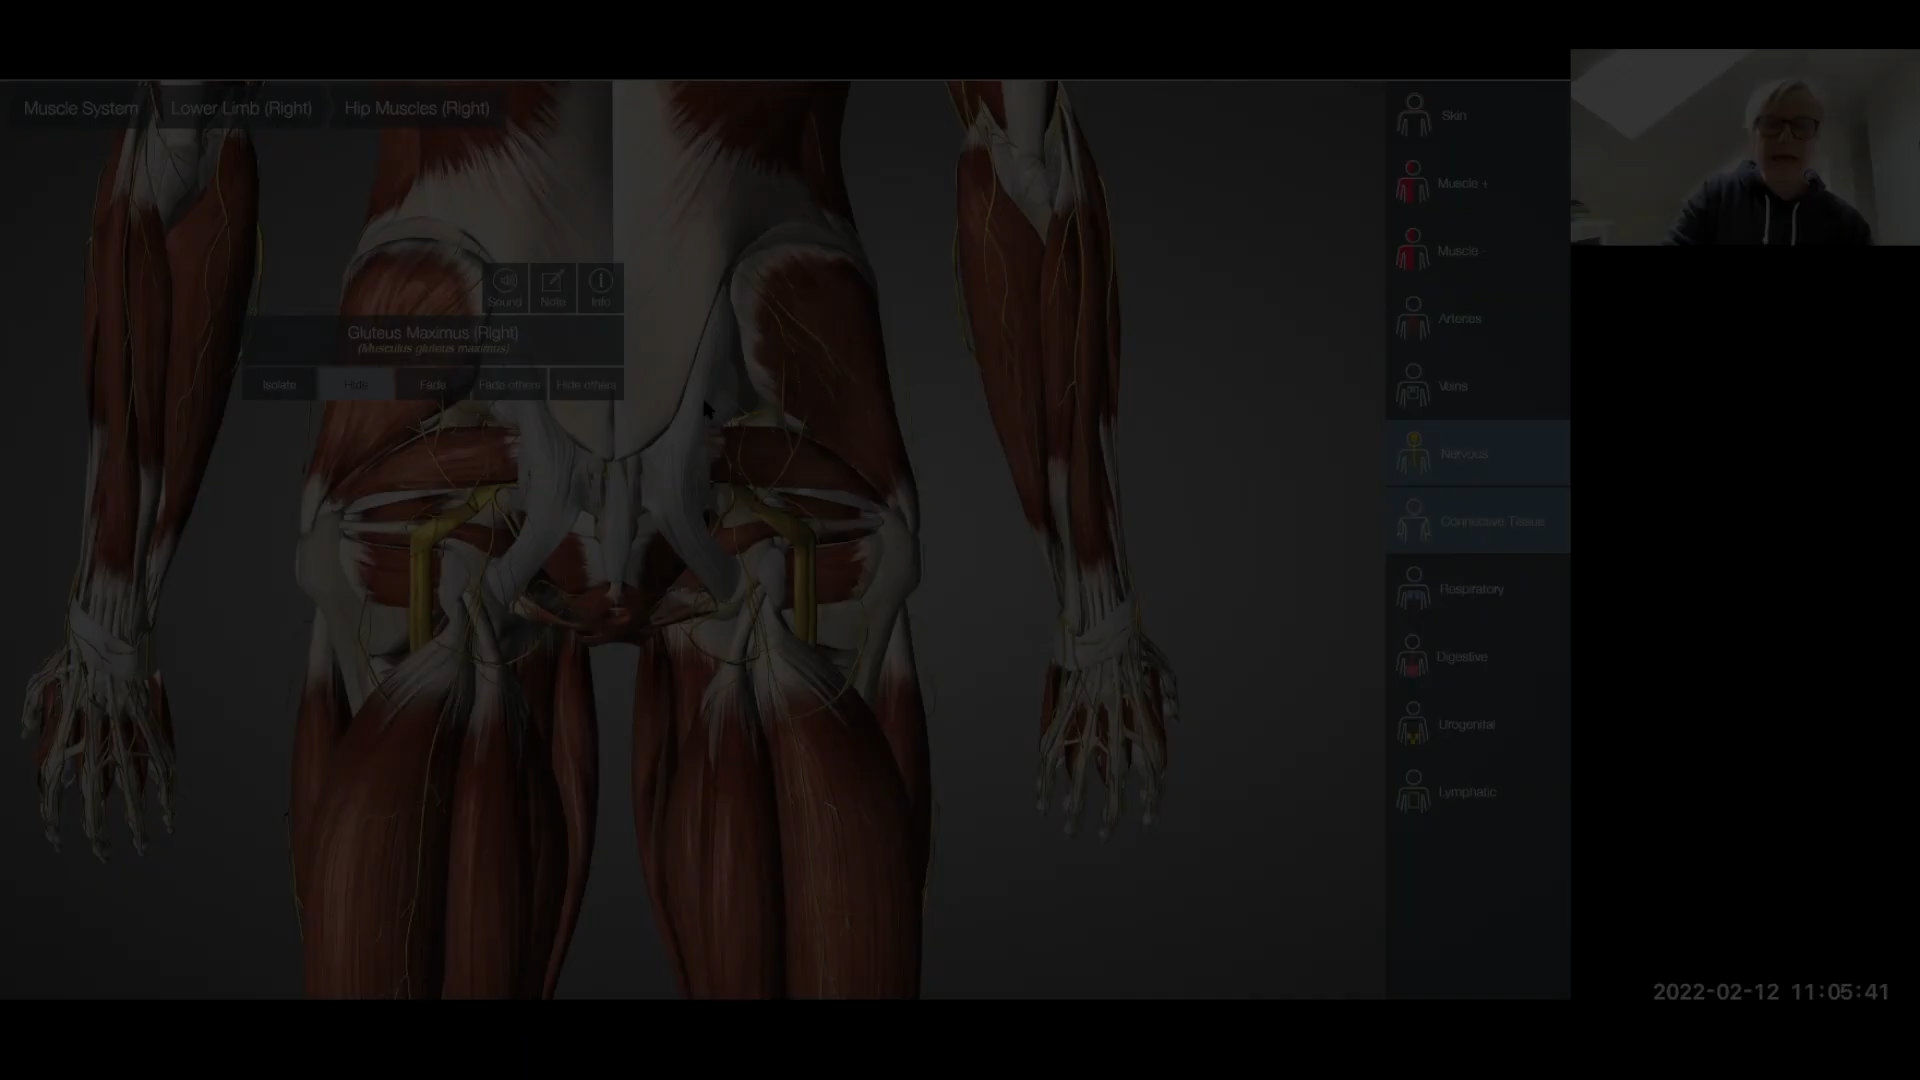 Muscle System
Lower Limb (Right)
Hip Muscles (Right)
Sound
Note
Info
Gluteus Maximus (Right)
(Musculus gluteus maximus)
Isolate
Hide
Fade
Fade others
Hide others
Skin
Muscle +
Muscle -
Arteries
Veins
Nervous
Connective Tissue
Respiratory
Digestive
Urogenital
Lymphatic
2022-02-12 11:05:41